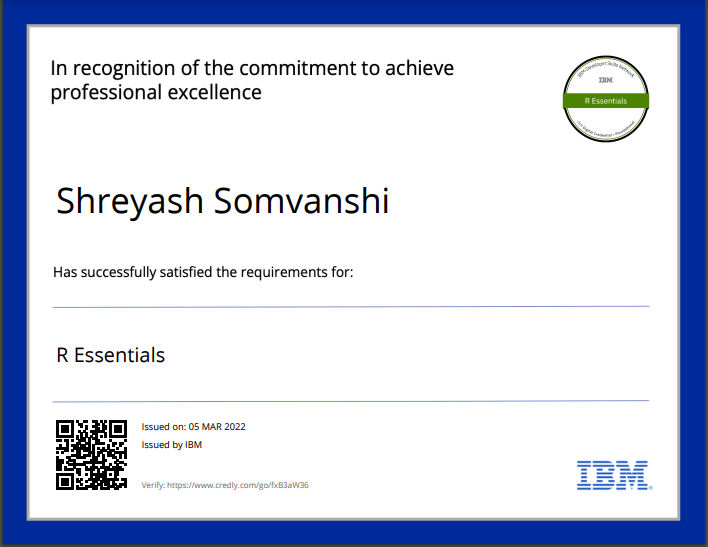 In recognition of the commitment to achieve
professional excellence
IBM Developer Skills Network
IBM
R Essentials
Shreyash Somvanshi
Has successfully satisfied the requirements for:
R Essentials
Issued on: 05 MAR 2022
Issued by IBM
Verify: https://www.credly.com/go/fxB3aW36
IBM